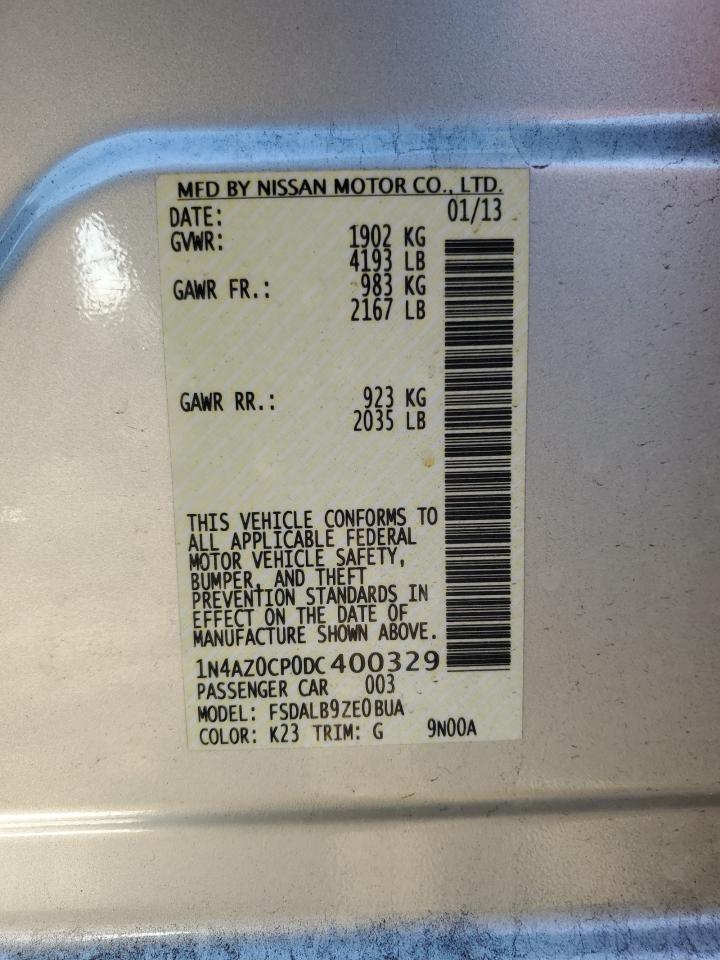 MFD BY NISSAN MOTOR CO., LTD.
DATE: 01/13
GVWR: 1902 KG
4193 LB
GAWR FR.: 983 KG
2167 LB
GAWR RR.: 923 KG
2035 LB
THIS VEHICLE CONFORMS TO
ALL APPLICABLE FEDERAL
MOTOR VEHICLE SAFETY,
BUMPER, AND THEFT
PREVENTION STANDARDS IN
EFFECT ON THE DATE OF
MANUFACTURE SHOWN ABOVE.
1N4AZ0CP0DC400329
PASSENGER CAR 003
MODEL: FSDALB9ZE0BUA
COLOR: K23 TRIM: G 9N00A